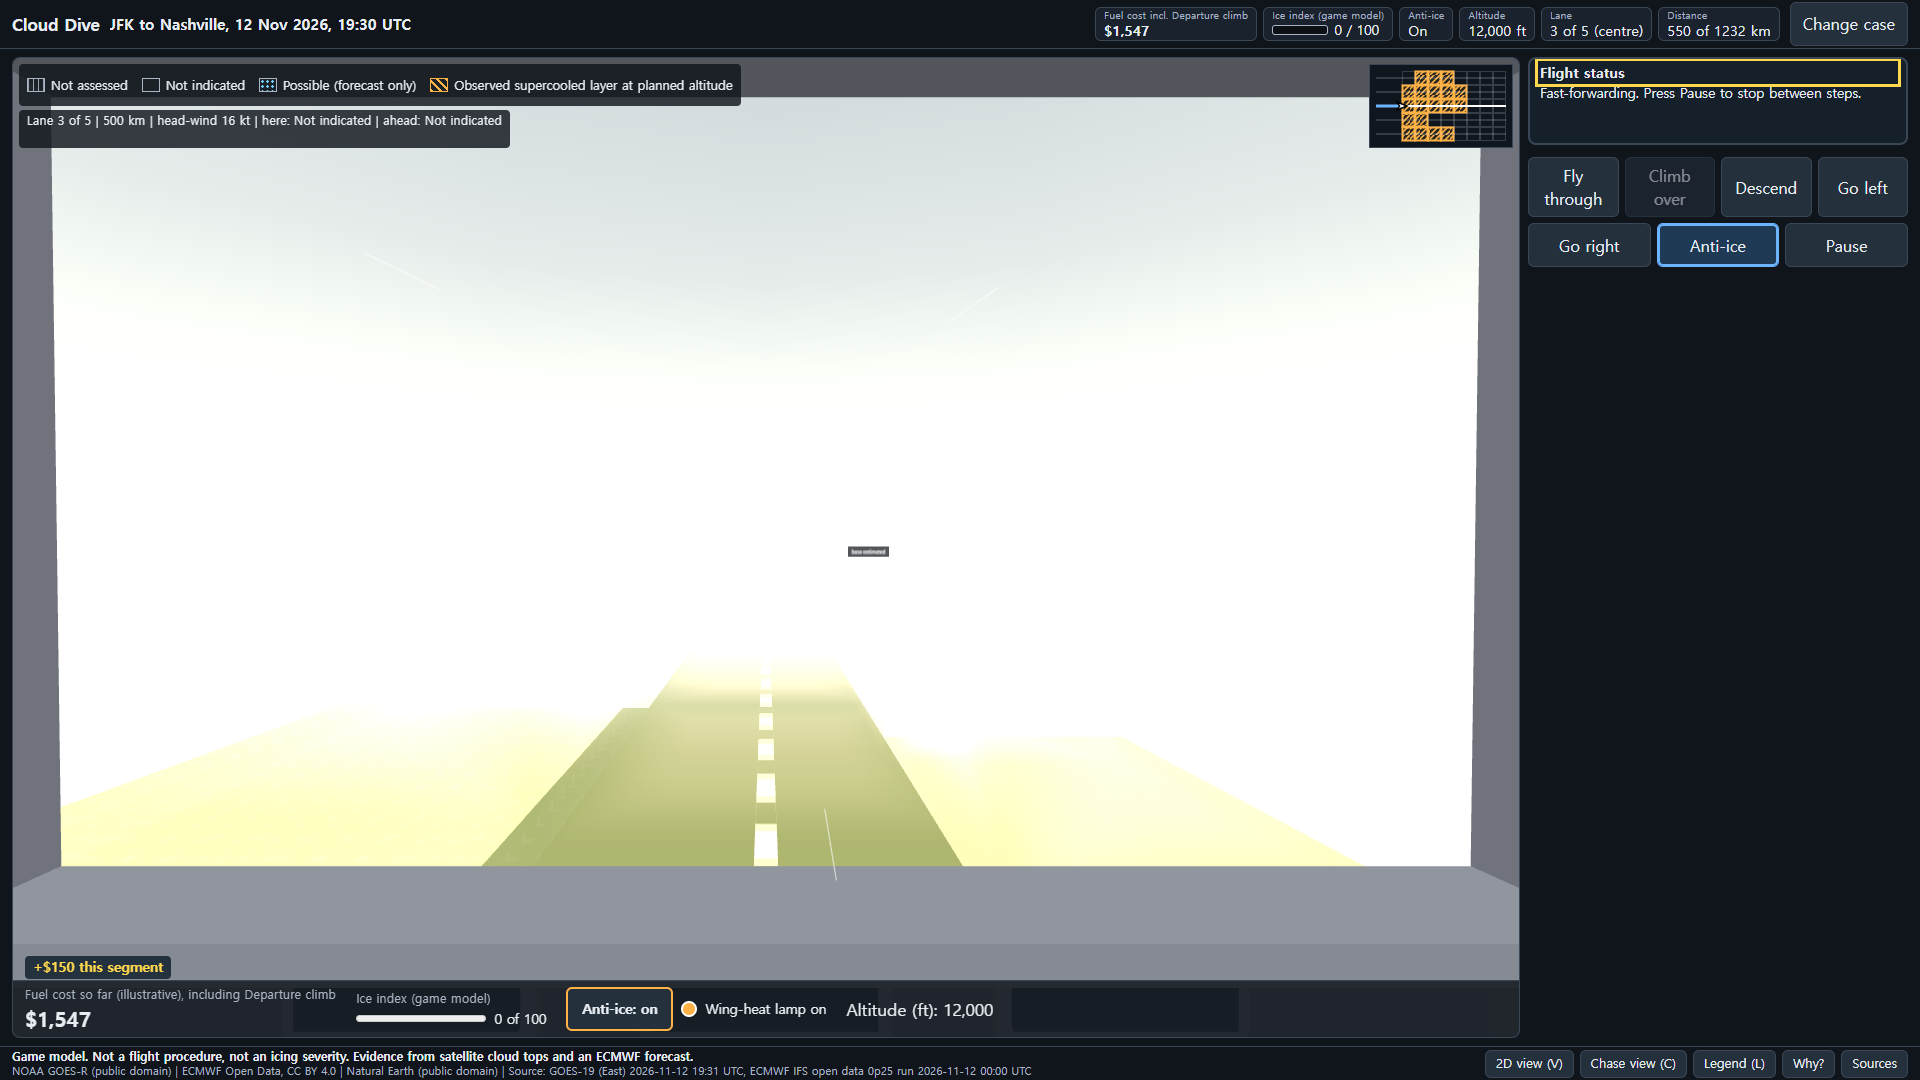 Cloud Dive JFK to Nashville, 12 Nov 2026, 19:30 UTC
Fuel cost incl. Departure climb
$1,547
Ice index (game model)
0 / 100
Anti-ice
On
Altitude
12,000 ft
Lane
3 of 5 (centre)
Distance
550 of 1232 km
Change case
Not assessed
Not indicated
Possible (forecast only)
Observed supercooled layer at planned altitude
Lane 3 of 5 | 500 km | head-wind 16 kt | here: Not indicated | ahead: Not indicated
Flight status
Fast-forwarding. Press Pause to stop between steps.
Fly through
Climb over
Descend
Go left
Go right
Anti-ice
Pause
base estimated
+$150 this segment
Fuel cost so far (illustrative), including Departure climb
$1,547
Ice index (game model)
0 of 100
Anti-ice: on
Wing-heat lamp on
Altitude (ft): 12,000
Game model. Not a flight procedure, not an icing severity. Evidence from satellite cloud tops and an ECMWF forecast.
NOAA GOES-R (public domain) | ECMWF Open Data, CC BY 4.0 | Natural Earth (public domain) | Source: GOES-19 (East) 2026-11-12 19:31 UTC, ECMWF IFS open data 0p25 run 2026-11-12 00:00 UTC
2D view (V)
Chase view (C)
Legend (L)
Why?
Sources